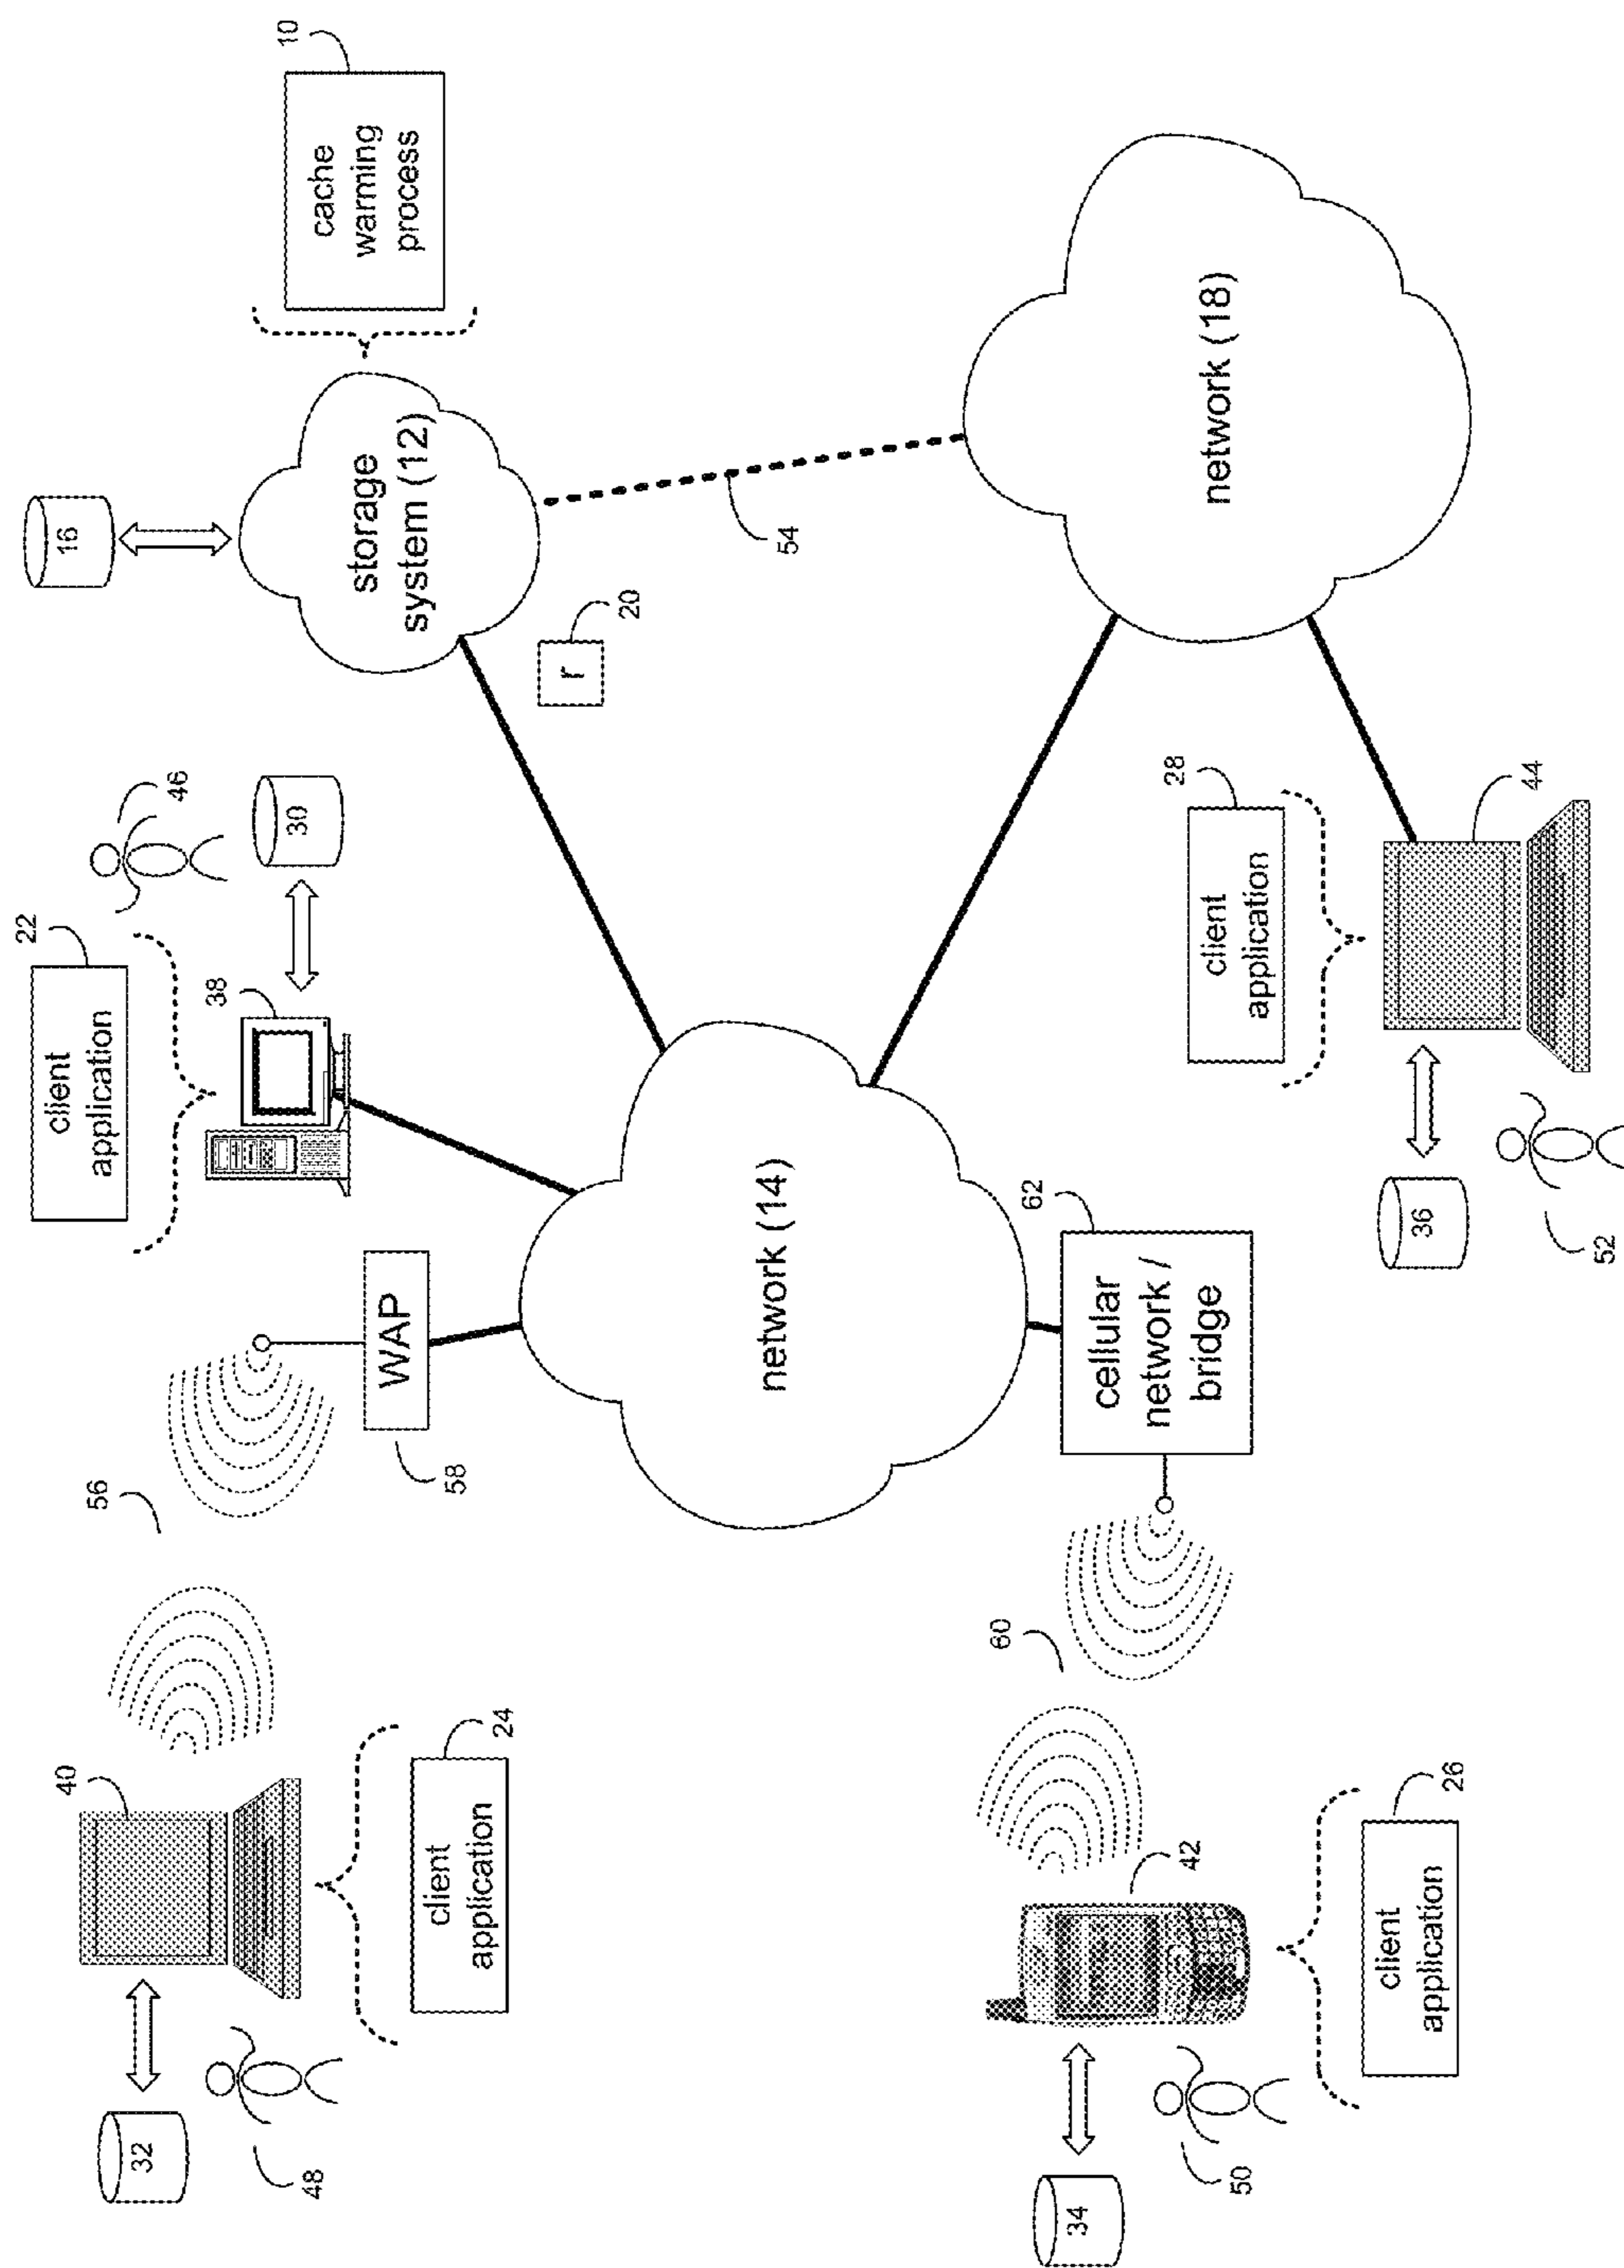 32
48
40
client
application
24
56
58
WAP
client
application
22
38
46
30
16
storage
system (12)
cache
warming
process
10
r
20
54
network (14)
network (18)
34
50
42
client
application
26
60
cellular
network /
bridge
62
36
52
client
application
28
44